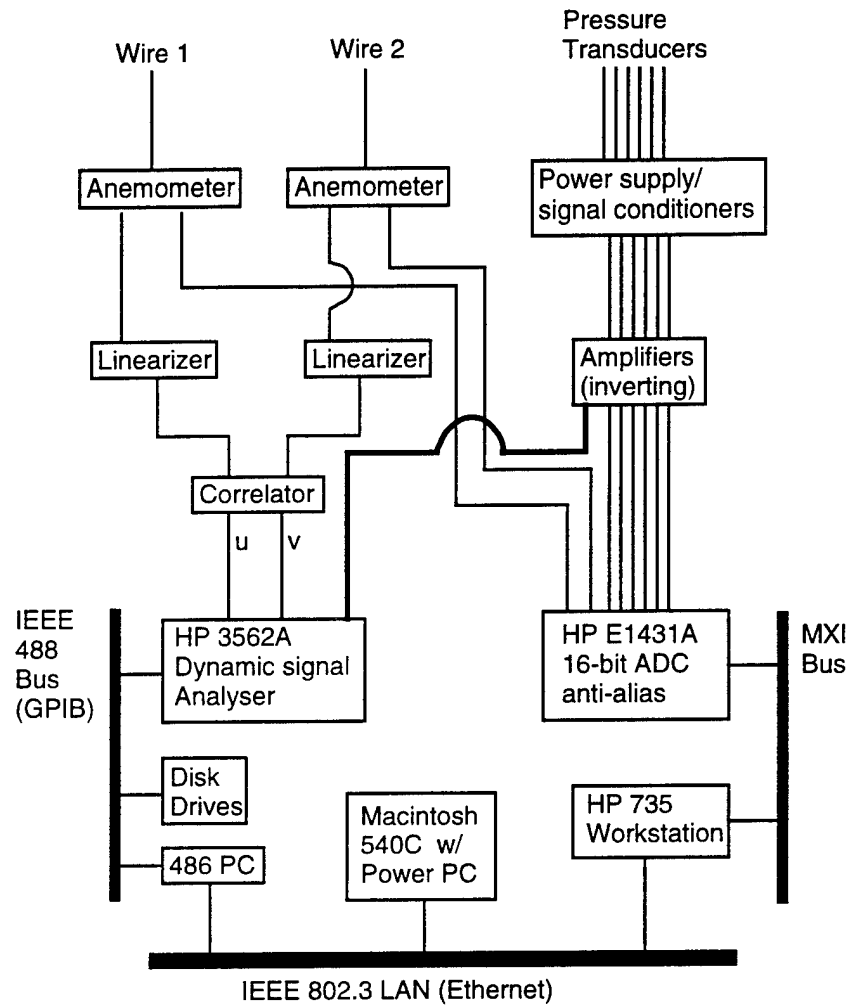 Pressure
Transducers
Wire 1
Wire 2
Anemometer
Anemometer
Power supply/
signal conditioners
Linearizer
Linearizer
Amplifiers
(inverting)
Correlator
u
v
IEEE
488
Bus
(GPIB)
HP 3562A
Dynamic signal
Analyser
HP E1431A
16-bit ADC
anti-alias
MXI
Bus
Disk
Drives
486 PC
Macintosh
540C w/
Power PC
HP 735
Workstation
IEEE 802.3 LAN (Ethernet)